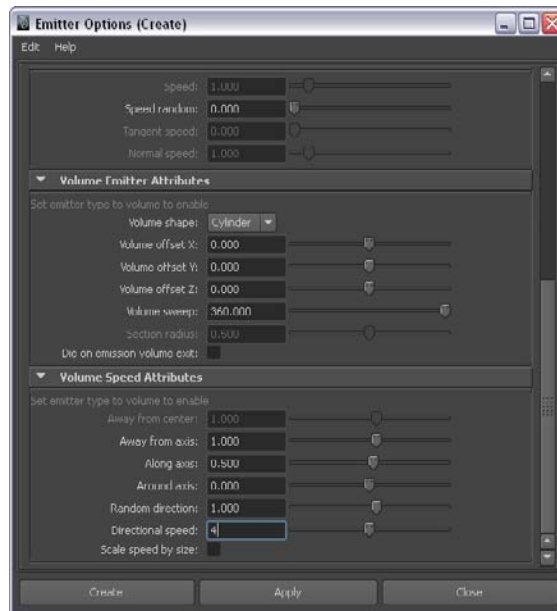 Emitter Options (Create)
Edit Help
Speed: 1.000
Speed random: 0.000
Tangent speed: 0.000
Normal speed: 1.000
Volume Emitter Attributes
Set emitter type to volume to enable
Volume shape: Cylinder
Volume offset X: 0.000
Volume offset Y: 0.000
Volume offset Z: 0.000
Volume sweep: 360.000
Section radius: 0.500
Die on emission volume exit:
Volume Speed Attributes
Set emitter type to volume to enable
Away from center: 1.000
Away from axis: 1.000
Along axis: 0.500
Around axis: 0.000
Random direction: 1.000
Directional speed: 4
Scale speed by size:
Create Apply Close